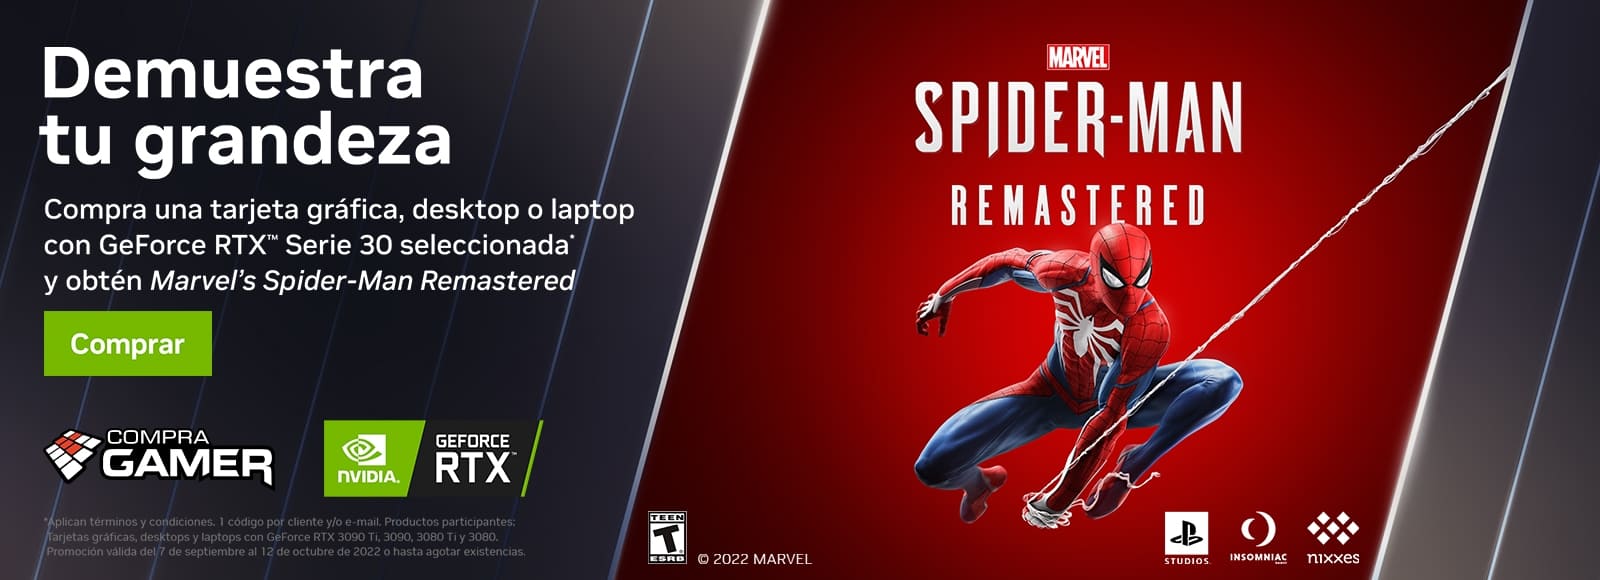 Demuestra
tu grandeza
Compra una tarjeta gráfica, desktop o laptop
con GeForce RTX™ Serie 30 seleccionada*
y obtén Marvel's Spider-Man Remastered
Comprar
COMPRA
GAMER
NVIDIA.
GEFORCE
RTX™
*Aplican términos y condiciones. 1 código por cliente y/o e-mail. Productos participantes:
Tarjetas gráficas, desktops y laptops con GeForce RTX 3090 Ti, 3090, 3080 Ti y 3080.
Promoción válida del 7 de septiembre al 12 de octubre de 2022 o hasta agotar existencias.
MARVEL
SPIDER-MAN
REMASTERED
TEEN
T
ESRB
© 2022 MARVEL
STUDIOS
INSOMNIAC
nixxes